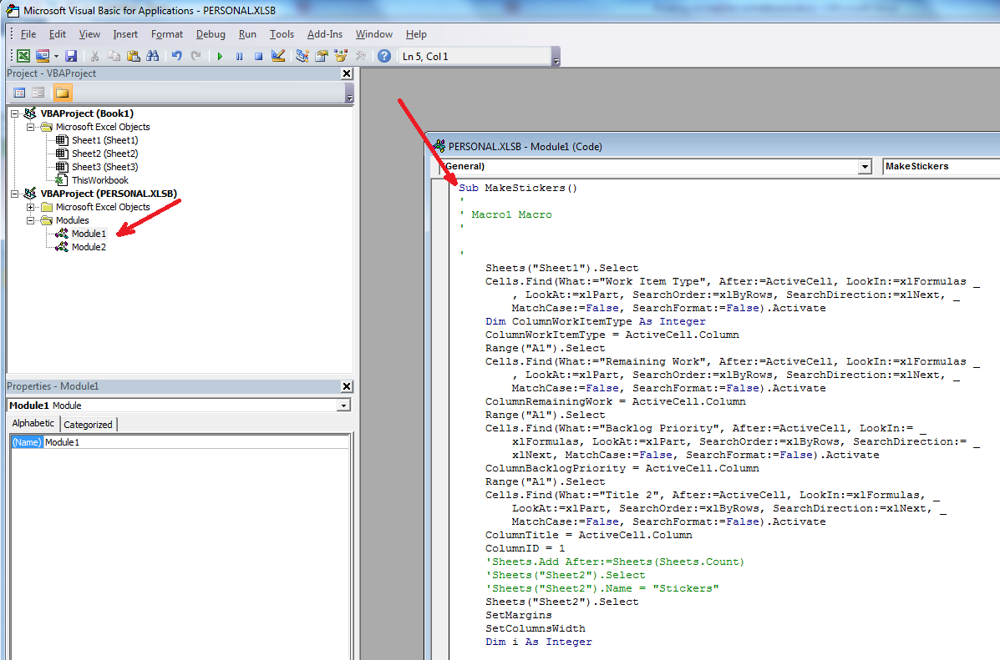 Microsoft Visual Basic for Applications - PERSONAL.XLSB
File Edit View Insert Format Debug Run Tools Add-Ins Window Help
Ln 5, Col 1
Project - VBAProject
VBAProject (Book1)
Microsoft Excel Objects
Sheet1 (Sheet1)
Sheet2 (Sheet2)
Sheet3 (Sheet3)
ThisWorkbook
VBAProject (PERSONAL.XLSB)
Microsoft Excel Objects
Modules
Module1
Module2
Properties - Module1
Module1 Module
Alphabetic Categorized
(Name) Module1
PERSONAL.XLSB - Module1 (Code)
(General) MakeStickers
Sub MakeStickers()
'
' Macro1 Macro
'
'
Sheets("Sheet1").Select
Cells.Find(What:="Work Item Type", After:=ActiveCell, LookIn:=xlFormulas _
, LookAt:=xlPart, SearchOrder:=xlByRows, SearchDirection:=xlNext, _
MatchCase:=False, SearchFormat:=False).Activate
Dim ColumnWorkItemType As Integer
ColumnWorkItemType = ActiveCell.Column
Range("A1").Select
Cells.Find(What:="Remaining Work", After:=ActiveCell, LookIn:=xlFormulas _
, LookAt:=xlPart, SearchOrder:=xlByRows, SearchDirection:=xlNext, _
MatchCase:=False, SearchFormat:=False).Activate
ColumnRemainingWork = ActiveCell.Column
Range("A1").Select
Cells.Find(What:="Backlog Priority", After:=ActiveCell, LookIn:= _
xlFormulas, LookAt:=xlPart, SearchOrder:=xlByRows, SearchDirection:= _
xlNext, MatchCase:=False, SearchFormat:=False).Activate
ColumnBacklogPriority = ActiveCell.Column
Range("A1").Select
Cells.Find(What:="Title 2", After:=ActiveCell, LookIn:=xlFormulas, _
LookAt:=xlPart, SearchOrder:=xlByRows, SearchDirection:=xlNext, _
MatchCase:=False, SearchFormat:=False).Activate
ColumnTitle = ActiveCell.Column
ColumnID = 1
'Sheets.Add After:=Sheets(Sheets.Count)
'Sheets("Sheet2").Select
'Sheets("Sheet2").Name = "Stickers"
Sheets("Sheet2").Select
SetMargins
SetColumnsWidth
Dim i As Integer